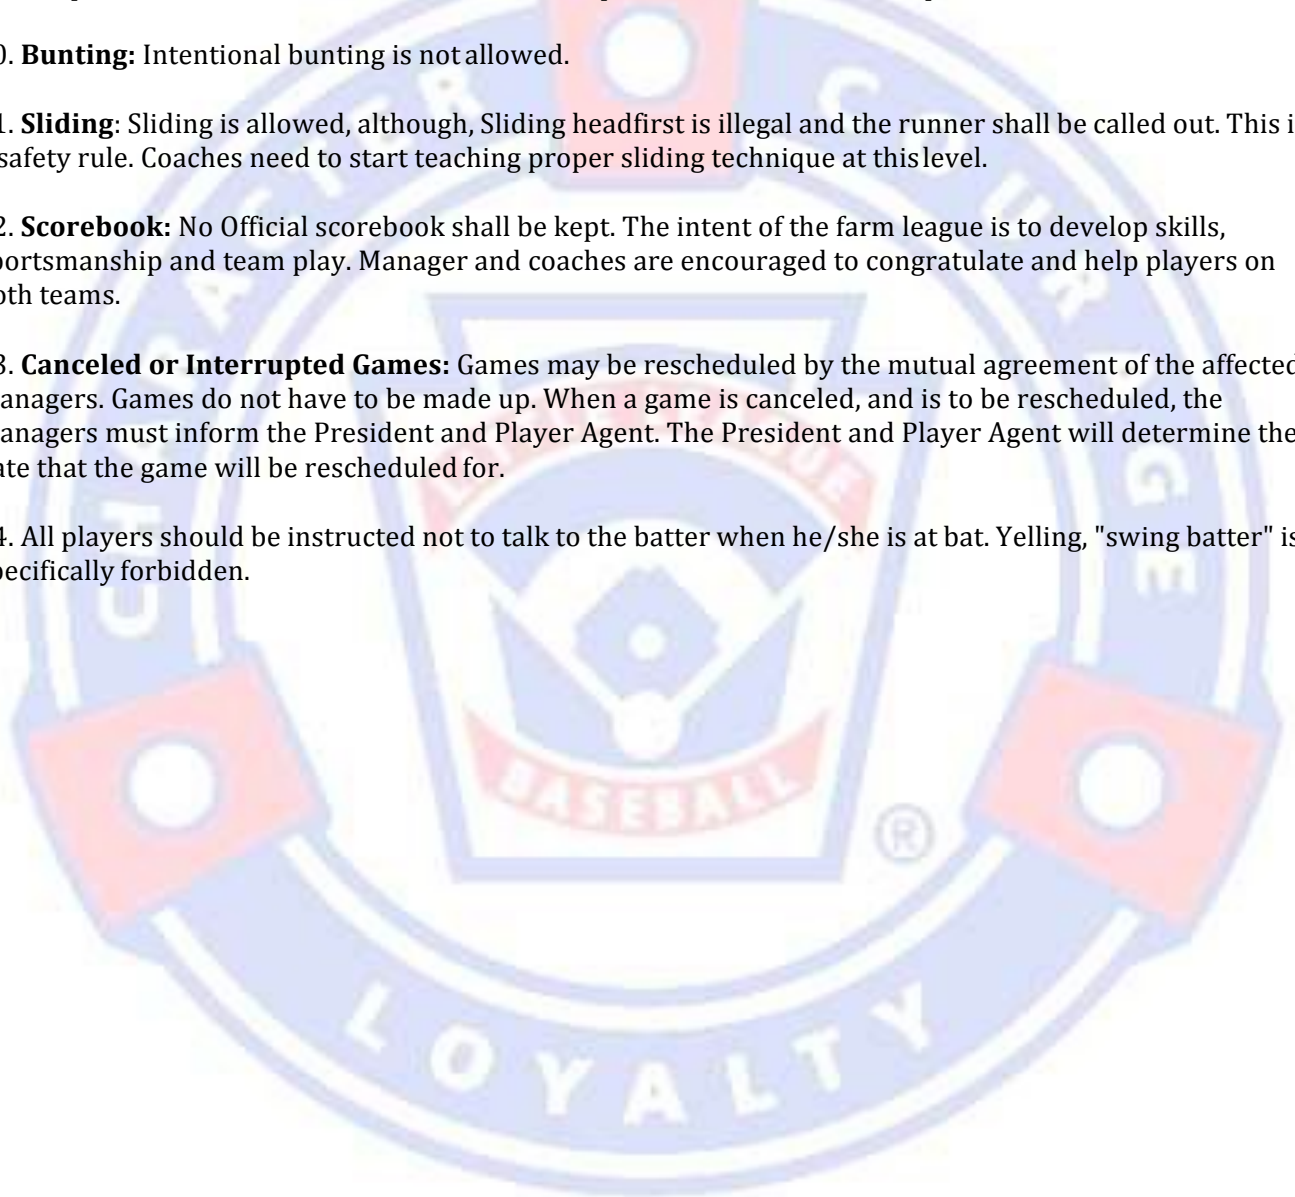 0. Bunting: Intentional bunting is not allowed.
1. Sliding: Sliding is allowed, although, Sliding headfirst is illegal and the runner shall be called out. This i
safety rule. Coaches need to start teaching proper sliding technique at this level.
2. Scorebook: No Official scorebook shall be kept. The intent of the farm league is to develop skills,
portsmanship and team play. Manager and coaches are encouraged to congratulate and help players on
oth teams.
3. Canceled or Interrupted Games: Games may be rescheduled by the mutual agreement of the affected
anagers. Games do not have to be made up. When a game is canceled, and is to be rescheduled, the
anagers must inform the President and Player Agent. The President and Player Agent will determine the
ate that the game will be rescheduled for.
4. All players should be instructed not to talk to the batter when he/she is at bat. Yelling, "swing batter" is
pecifically forbidden.
CHARACTER
COURAGE
LITTLE LEAGUE
BASEBALL
®
LOYALTY